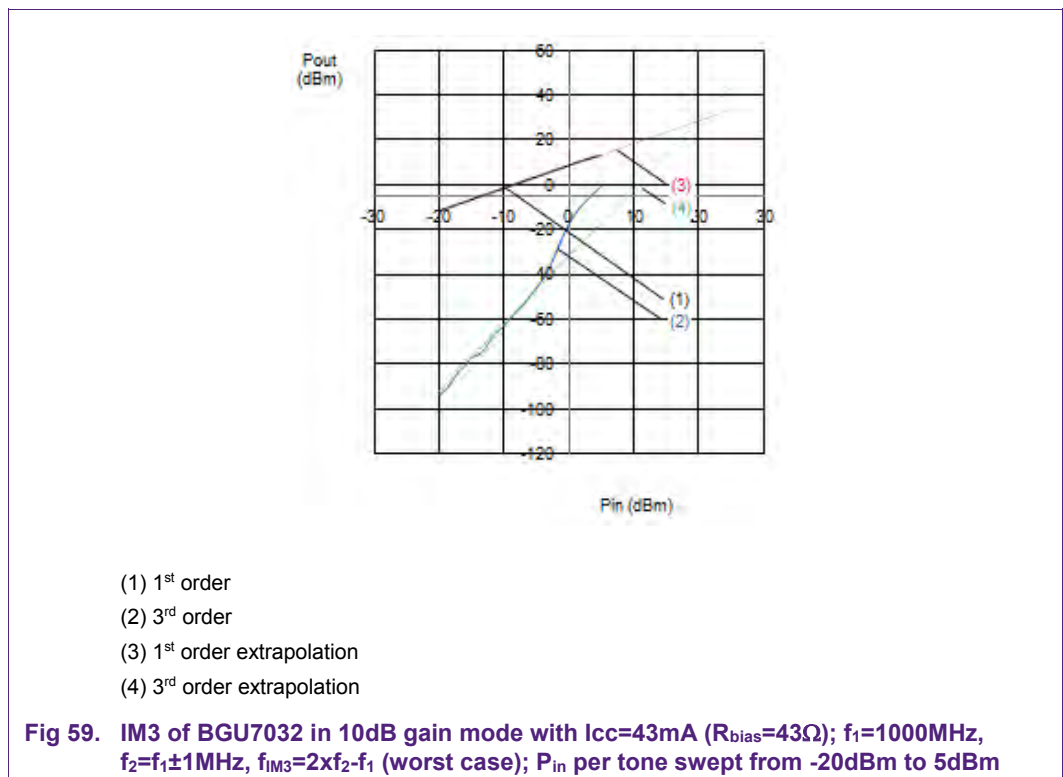 Pout
(dBm)
60
40
20
0
-30 -20 -10 0 10 20 30
-20
-40
-60
-80
-100
-120
(3)
(4)
(1)
(2)
Pin (dBm)
(1) 1st order
(2) 3rd order
(3) 1st order extrapolation
(4) 3rd order extrapolation
Fig 59. IM3 of BGU7032 in 10dB gain mode with Icc=43mA (Rbias=43Ω); f1=1000MHz,
f2=f1±1MHz, fIM3=2xf2-f1 (worst case); Pin per tone swept from -20dBm to 5dBm